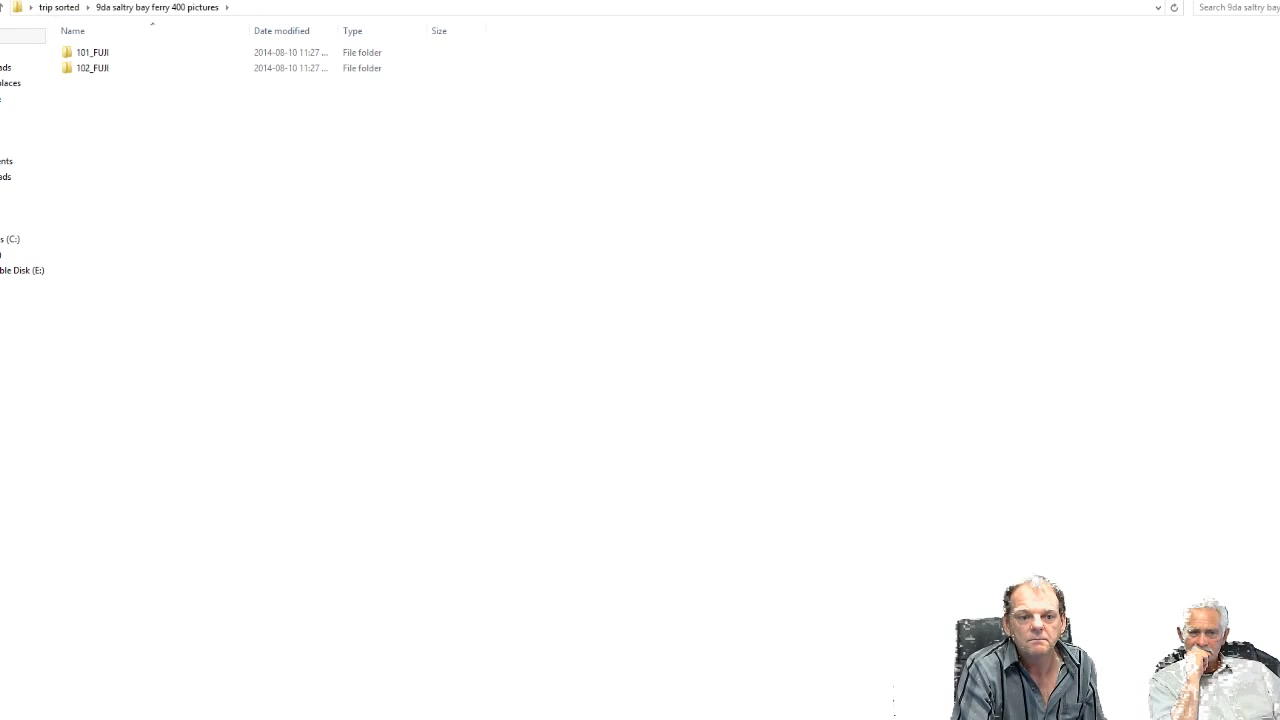 trip sorted
9da saltry bay ferry 400 pictures
Search 9da saltry bay
Name
Date modified
Type
Size
101_FUJI
2014-08-10 11:27 ...
File folder
102_FUJI
2014-08-10 11:27 ...
File folder
ads
places
ents
ads
s (C:)
ble Disk (E:)